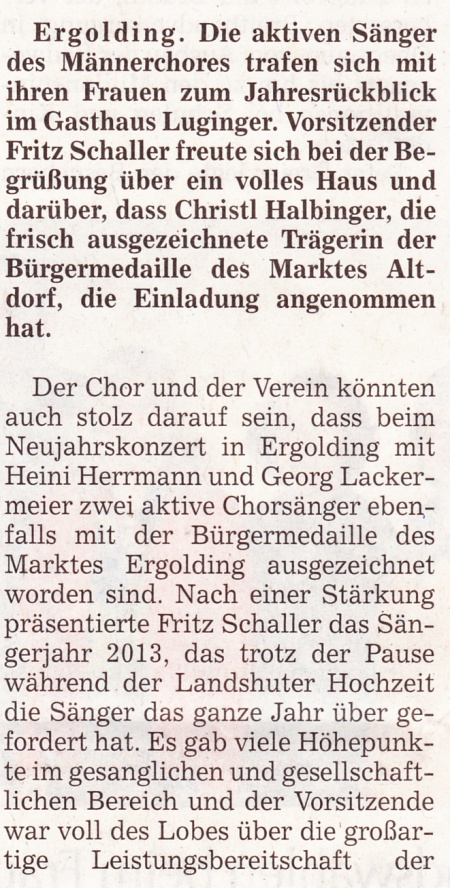 Ergolding. Die aktiven Sänger
des Männerchores trafen sich mit
ihren Frauen zum Jahresrückblick
im Gasthaus Luginger. Vorsitzender
Fritz Schaller freute sich bei der Be-
grüßung über ein volles Haus und
darüber, dass Christl Halbinger, die
frisch ausgezeichnete Trägerin der
Bürgermedaille des Marktes Alt-
dorf, die Einladung angenommen
hat.
Der Chor und der Verein könnten
auch stolz darauf sein, dass beim
Neujahrskonzert in Ergolding mit
Heini Herrmann und Georg Lacker-
meier zwei aktive Chorsänger eben-
falls mit der Bürgermedaille des
Marktes Ergolding ausgezeichnet
worden sind. Nach einer Stärkung
präsentierte Fritz Schaller das Sän-
gerjahr 2013, das trotz der Pause
während der Landshuter Hochzeit
die Sänger das ganze Jahr über ge-
fordert hat. Es gab viele Höhepunk-
te im gesanglichen und gesellschaft-
lichen Bereich und der Vorsitzende
war voll des Lobes über die großar-
tige Leistungsbereitschaft der